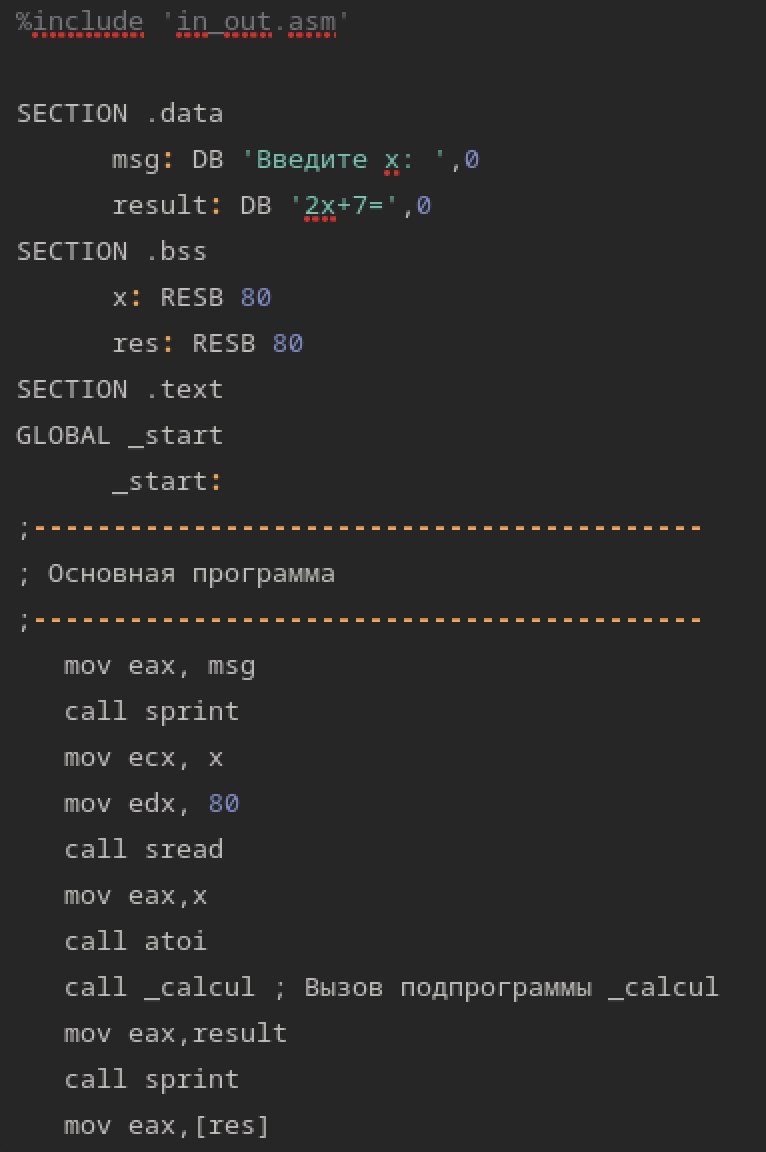 %include 'in_out.asm'
SECTION .data
msg: DB 'Введите x: ',0
result: DB '2x+7=',0
SECTION .bss
x: RESB 80
res: RESB 80
SECTION .text
GLOBAL _start
_start:
;------------------------------------------
; Основная программа
;------------------------------------------
mov eax, msg
call sprint
mov ecx, x
mov edx, 80
call sread
mov eax,x
call atoi
call _calcul ; Вызов подпрограммы _calcul
mov eax,result
call sprint
mov eax,[res]